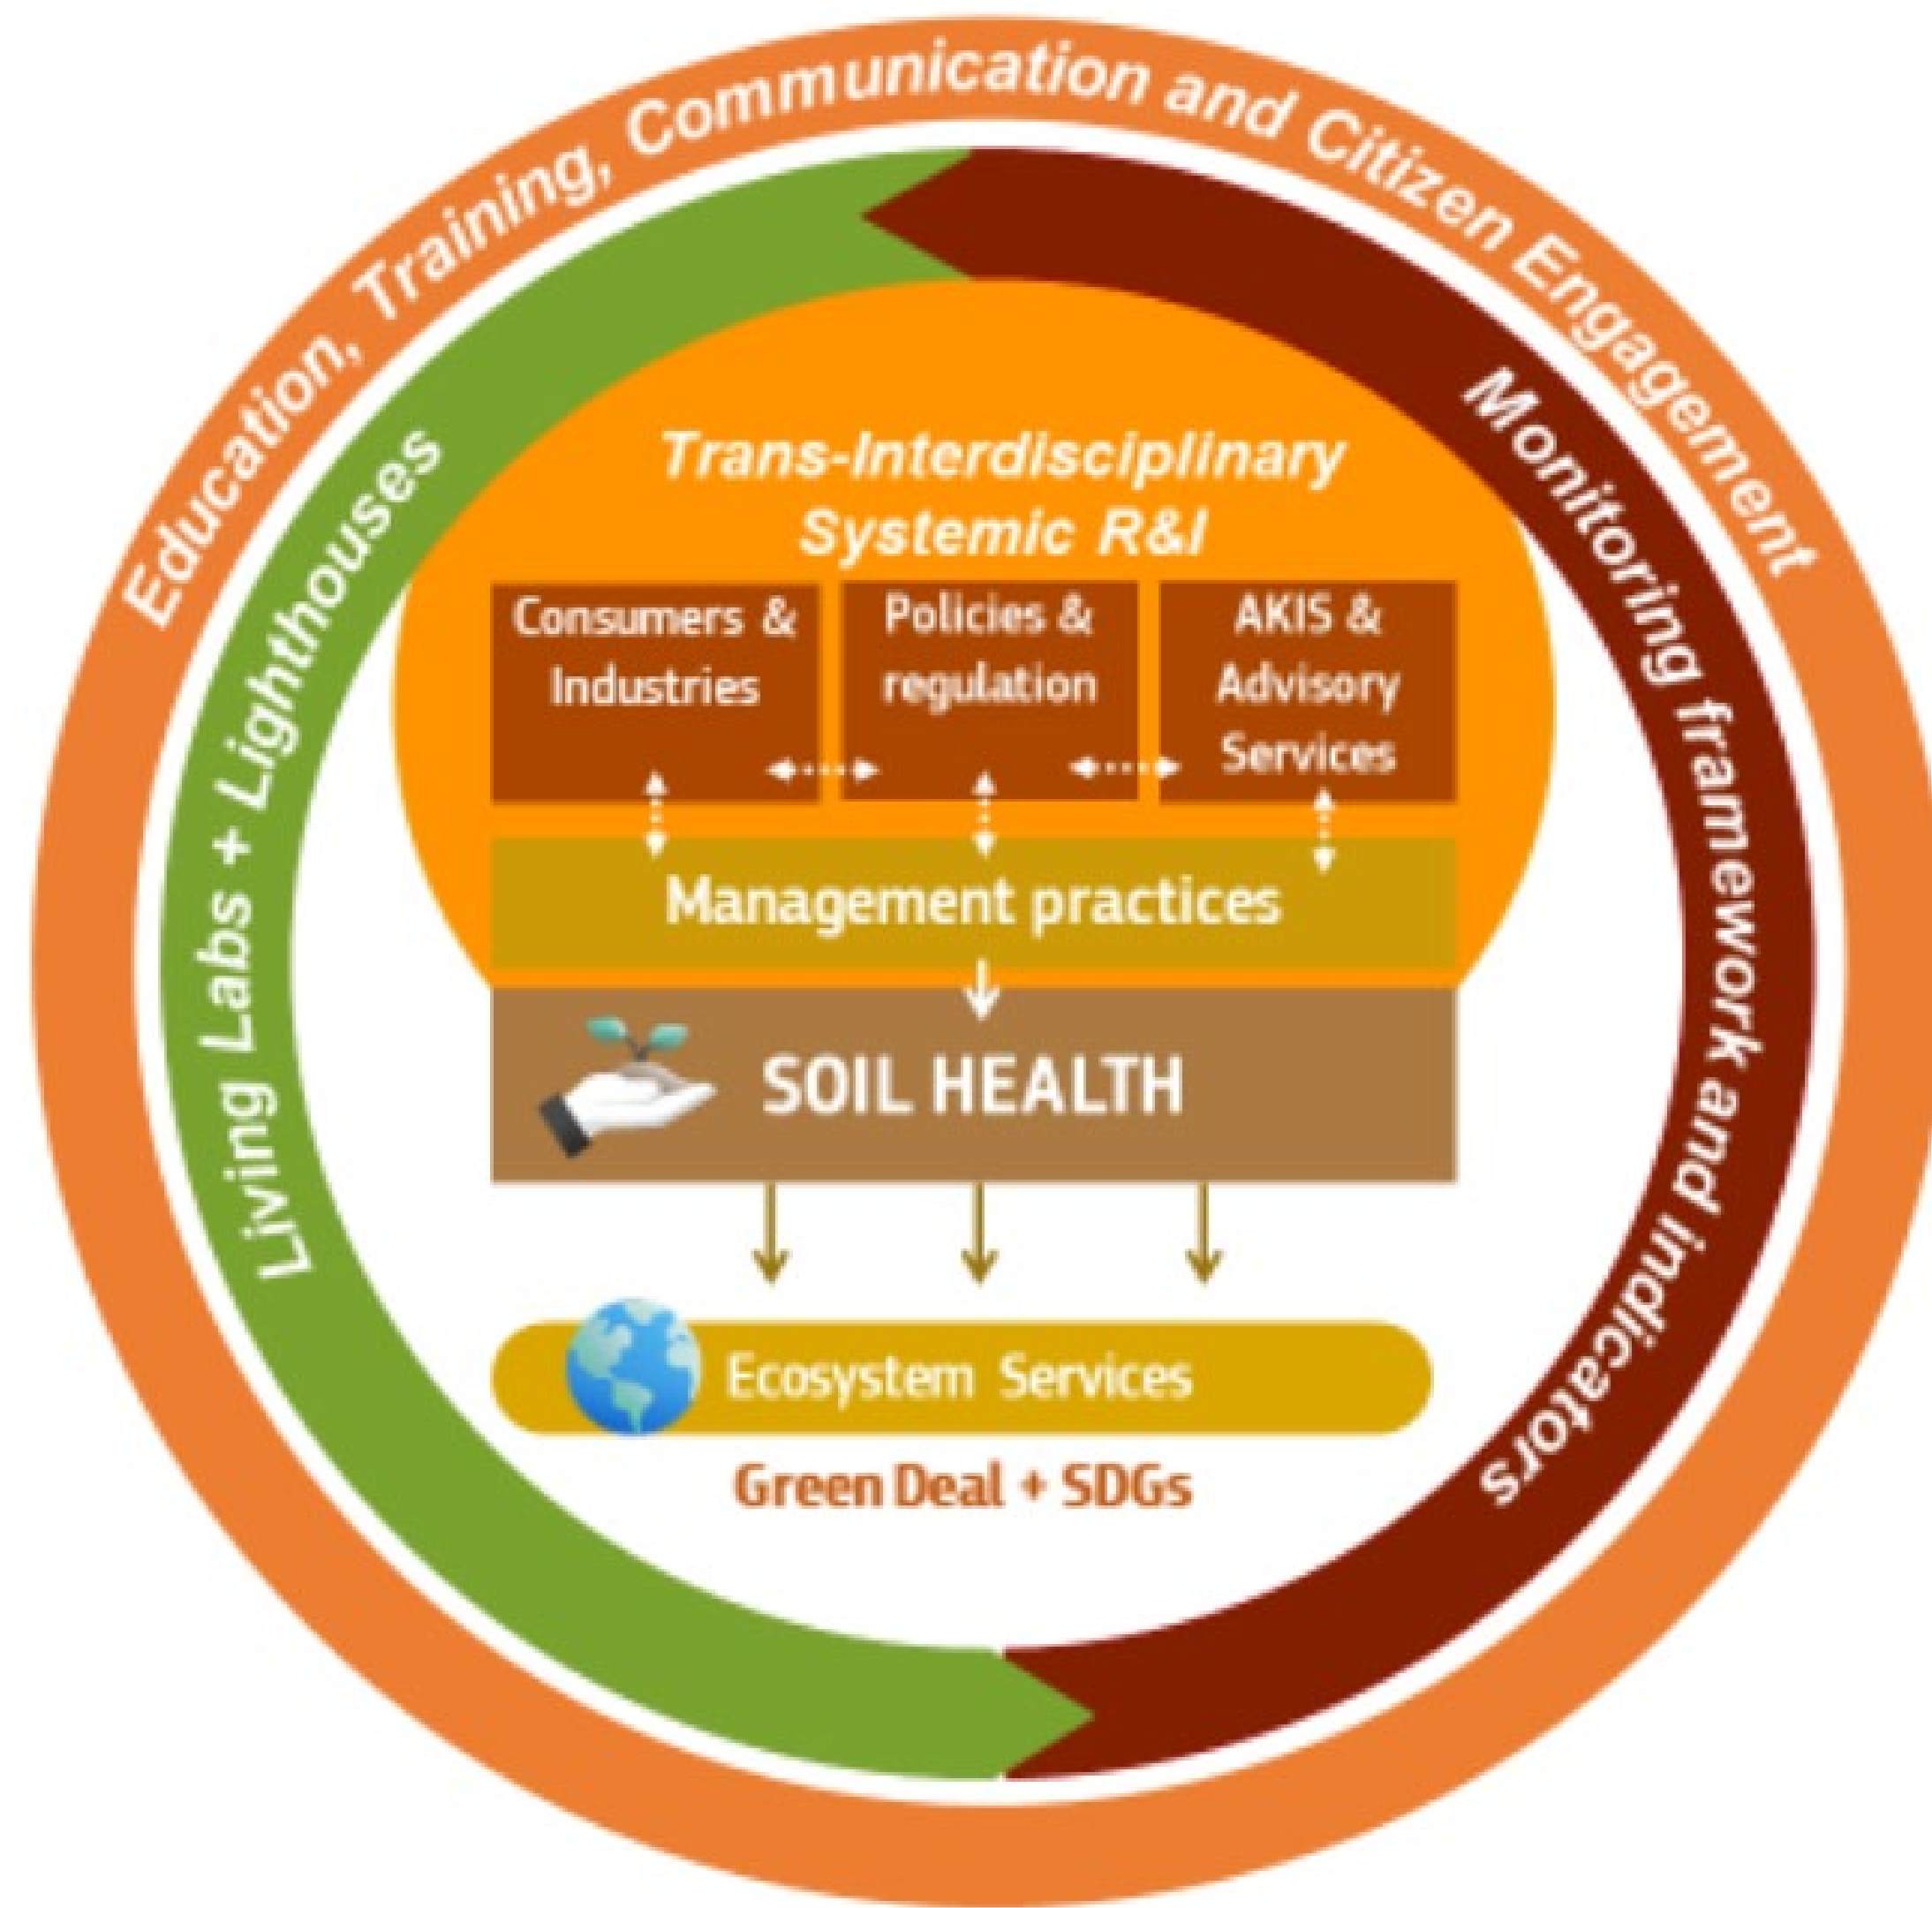 Education, Training, Communication and Citizen Engagement
Living Labs + Lighthouses
Monitoring framework and indicators
Trans-Interdisciplinary
Systemic R&I
Consumers &
Industries
Policies &
regulation
AKIS &
Advisory
Services
Management practices
SOIL HEALTH
Ecosystem Services
Green Deal + SDGs